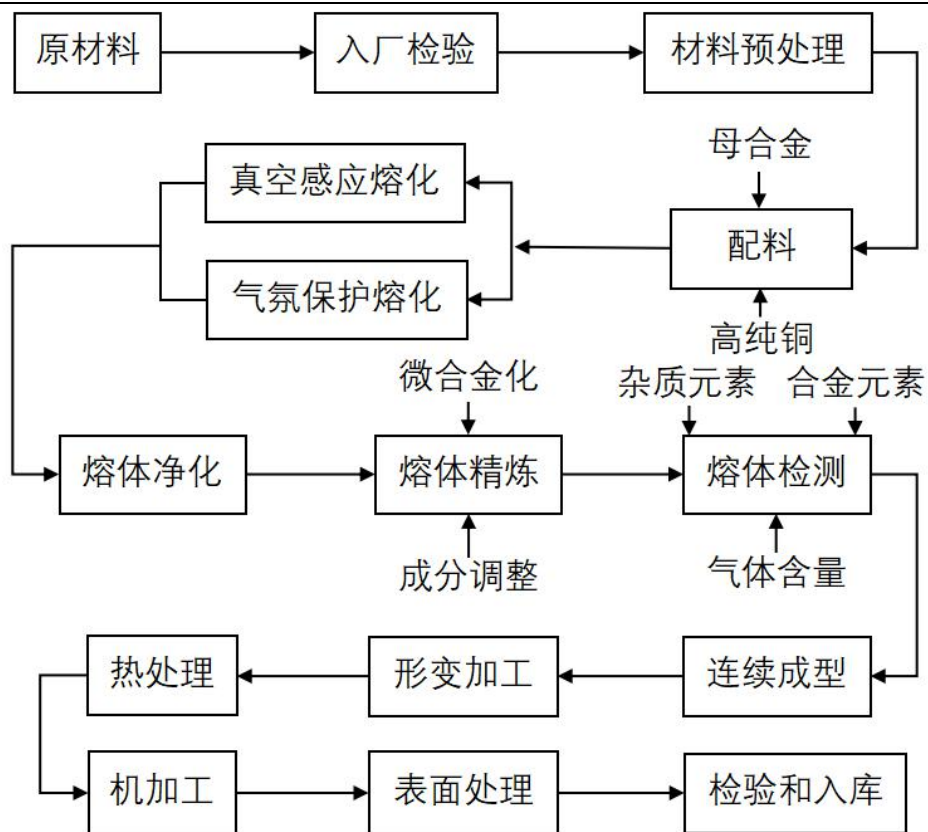 原材料
入厂检验
材料预处理
母合金
真空感应熔化
配料
气氛保护熔化
高纯铜
微合金化
杂质元素
合金元素
熔体净化
熔体精炼
熔体检测
成分调整
气体含量
热处理
形变加工
连续成型
机加工
表面处理
检验和入库